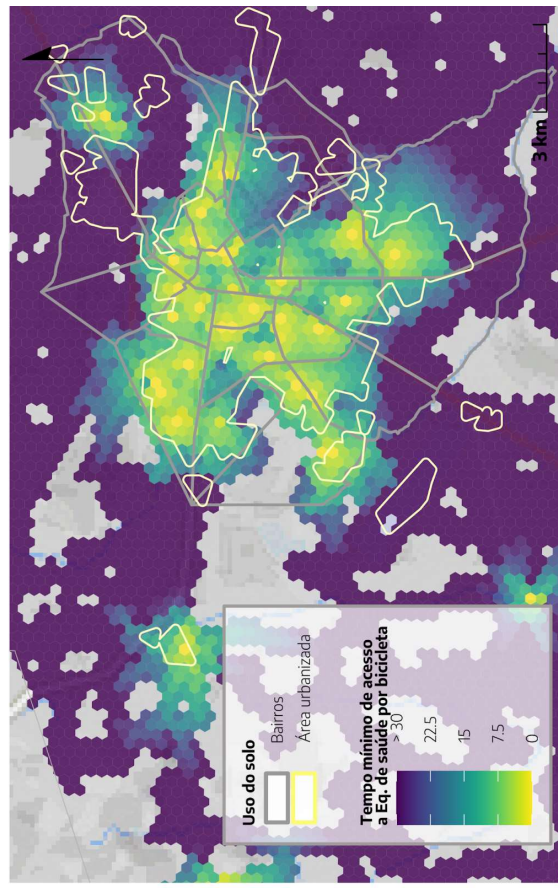 Uso do solo
Bairros
Área urbanizada
Tempo mínimo de acesso
a Eq. de saúde por bicicleta
> 30
22.5
15
7.5
0
3 km